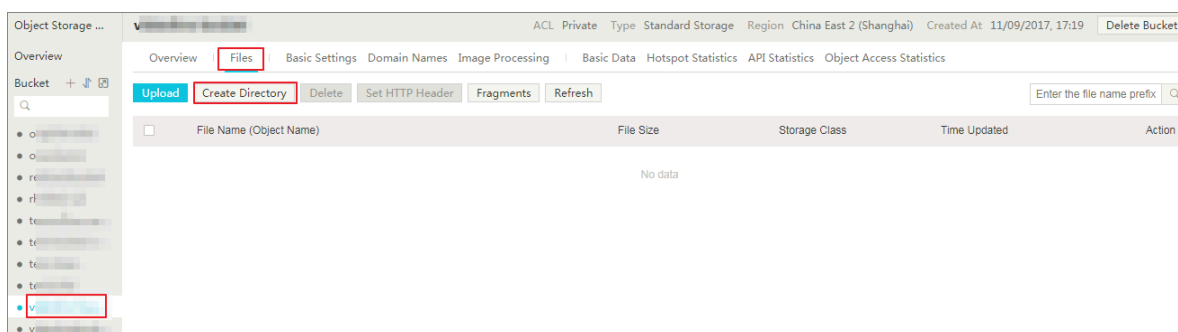 Object Storage ...
ACL Private Type Standard Storage Region China East 2 (Shanghai) Created At 11/09/2017, 17:19 Delete Bucket
Overview
Overview Files Basic Settings Domain Names Image Processing Basic Data Hotspot Statistics API Statistics Object Access Statistics
Bucket
Upload Create Directory Delete Set HTTP Header Fragments Refresh Enter the file name prefix
File Name (Object Name) File Size Storage Class Time Updated Action
No data